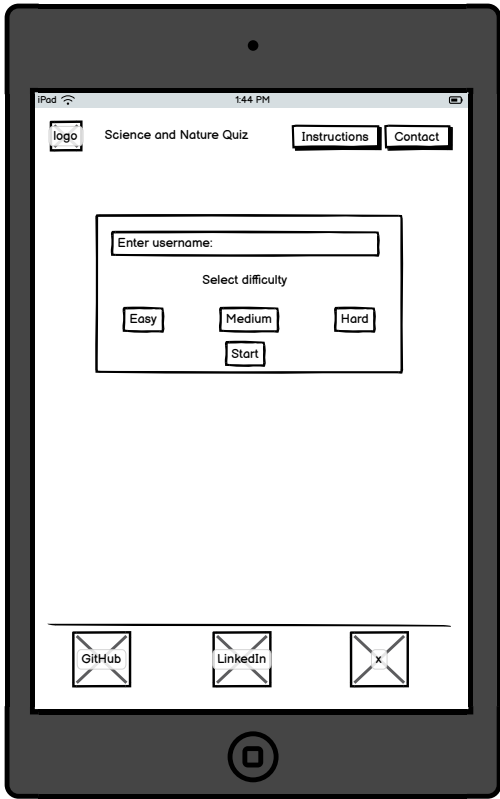 iPad 1:44 PM
logo Science and Nature Quiz Instructions Contact
Enter username:
Select difficulty
Easy Medium Hard
Start
GitHub LinkedIn x